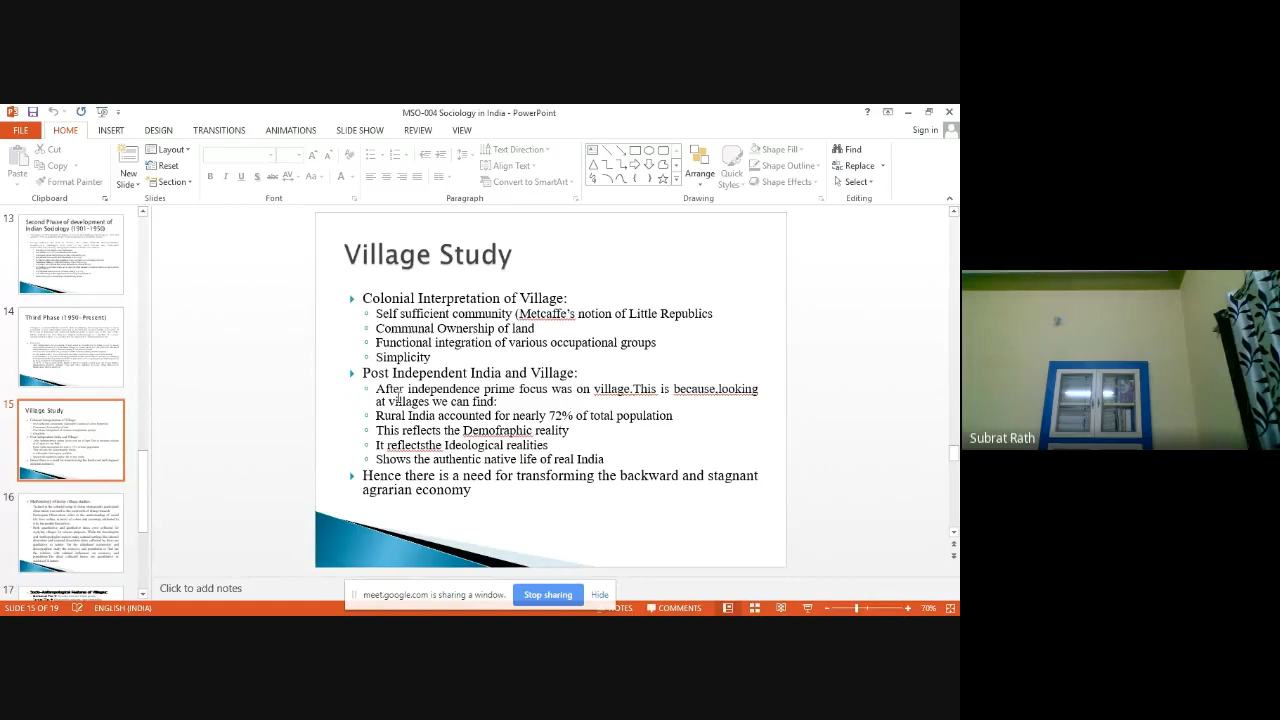 MSO-004 Sociology in India - PowerPoint
FILE HOME INSERT DESIGN TRANSITIONS ANIMATIONS SLIDE SHOW REVIEW VIEW Sign in
Paste
Cut
Copy
Format Painter
Clipboard
New Slide
Layout
Reset
Section
Slides
Font
Text Direction
Align Text
Convert to SmartArt
Paragraph
Arrange
Quick Styles
Shape Fill
Shape Outline
Shape Effects
Drawing
Find
Replace
Select
Editing
13
Second Phase of development of
Indian Sociology (1901-1950)
14
Third Phase (1950-Present)
15
Village Study
16
17
Village Study
Colonial Interpretation of Village:
Self sufficient community (Metcaffe's notion of Little Republics
Communal Ownership of land
Functional integration of various occupational groups
Simplicity
Post Independent India and Village:
After independence prime focus was on village.This is because,looking
at villages we can find:
Rural India accounted for nearly 72% of total population
This reflects the Demofraphic reality
It reflectsthe Ideological realities
Shows the authentic native life of real India
Hence there is a need for transforming the backward and stagnant
agrarian economy
Click to add notes
meet.google.com is sharing a window. Stop sharing Hide
SLIDE 15 OF 19 ENGLISH (INDIA) NOTES COMMENTS 70%
Subrat Rath